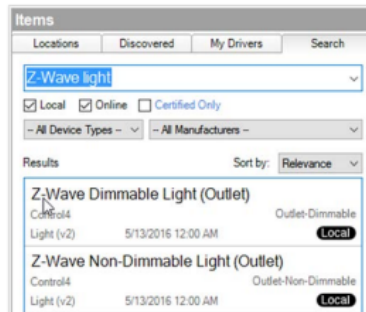 Items
Locations Discovered My Drivers Search
Z-Wave light
Local Online Certified Only
-- All Device Types -- -- All Manufacturers --
Results Sort by: Relevance
Z-Wave Dimmable Light (Outlet)
Control4 Outlet-Dimmable
Light (v2) 5/13/2016 12:00 AM Local
Z-Wave Non-Dimmable Light (Outlet)
Control4 Outlet-Non-Dimmable
Light (v2) 5/13/2016 12:00 AM Local